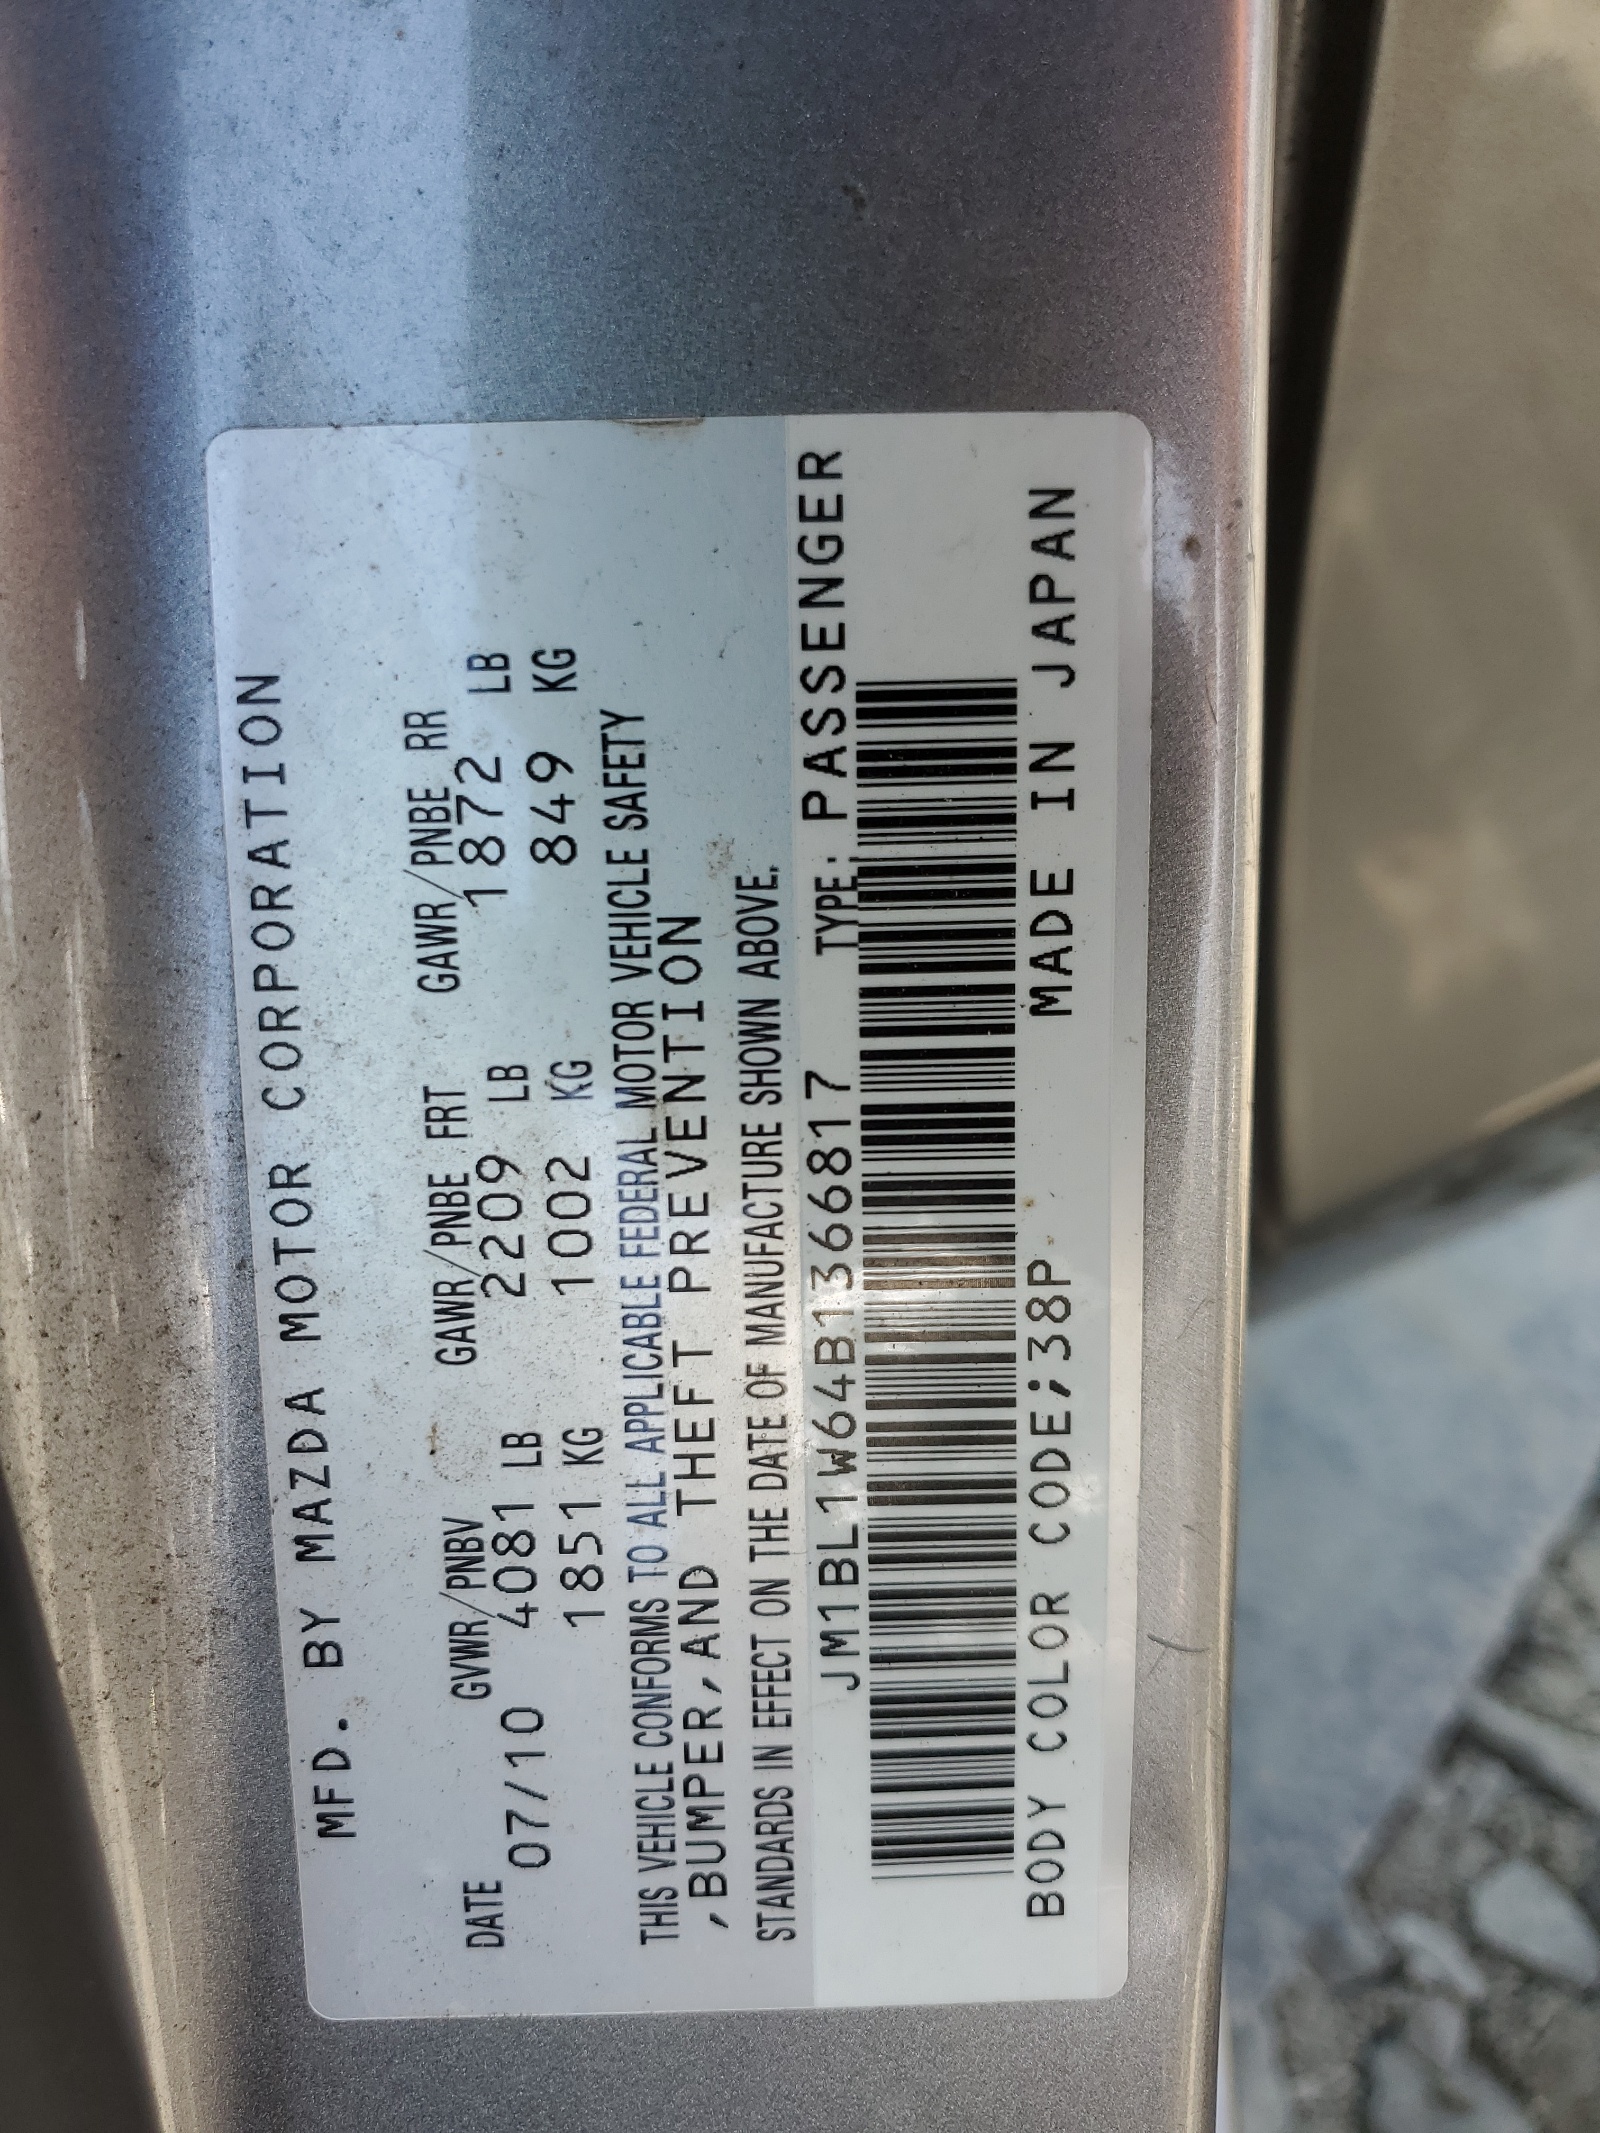 MFD. BY MAZDA MOTOR CORPORATION
DATE GVWR/PNBV GAWR/PNBE FRT GAWR/PNBE RR
07/10 4081 LB 2209 LB 1872 LB
1851 KG 1002 KG 849 KG
THIS VEHICLE CONFORMS TO ALL APPLICABLE FEDERAL MOTOR VEHICLE SAFETY
,BUMPER,AND THEFT PREVENTION
STANDARDS IN EFFECT ON THE DATE OF MANUFACTURE SHOWN ABOVE.
JM1BL1W64B1366817 TYPE: PASSENGER
BODY COLOR CODE;38P MADE IN JAPAN